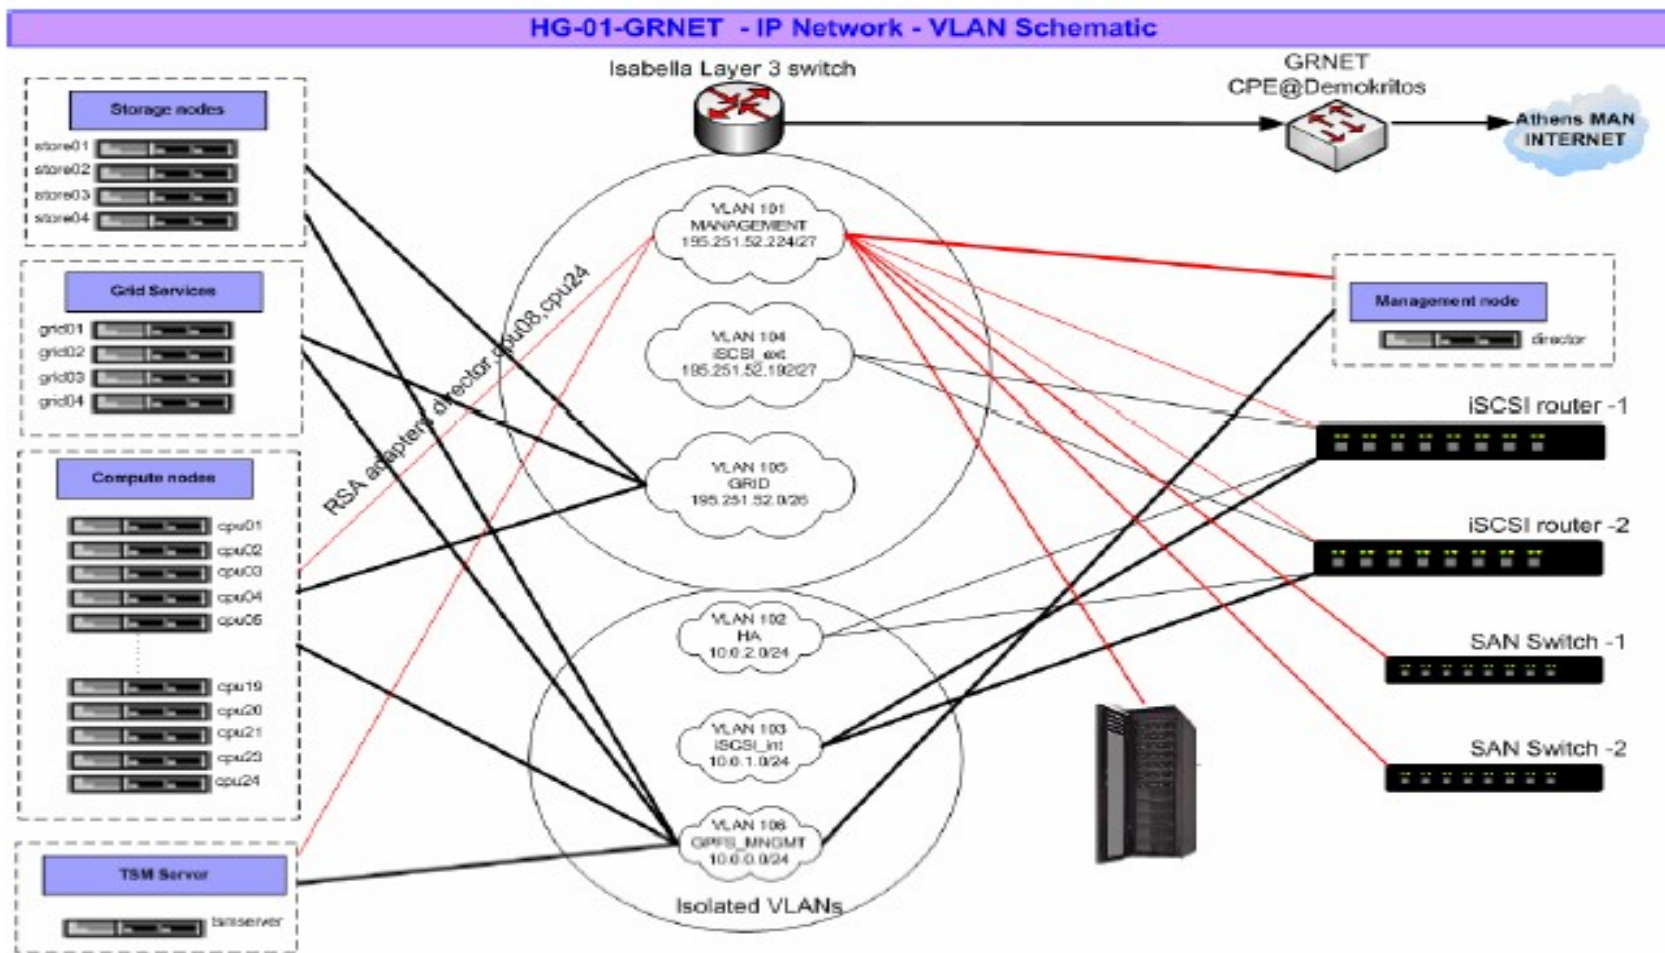 HG-01-GRNET - IP Network - VLAN Schematic
Isabella Layer 3 switch
GRNET
CPE@Demokritos
Athens MAN
INTERNET
Storage nodes
store01
store02
store03
store04
Grid Services
grid01
grid02
grid03
grid04
Compute nodes
cpu01
cpu02
cpu03
cpu04
cpu05
cpu19
cpu20
cpu21
cpu23
cpu24
TSM Server
tsmserver
RSA adapters director,cpu08,cpu24
VLAN 101
MANAGEMENT
195.251.52.224/27
VLAN 104
iSCSI_ext
195.251.52.192/27
VLAN 105
GRID
195.251.52.0/26
VLAN 102
HA
10.0.2.0/24
VLAN 103
iSCSI_int
10.0.1.0/24
VLAN 106
GPFS_MNGMT
10.0.0.0/24
Isolated VLANs
Management node
director
iSCSI router -1
iSCSI router -2
SAN Switch -1
SAN Switch -2